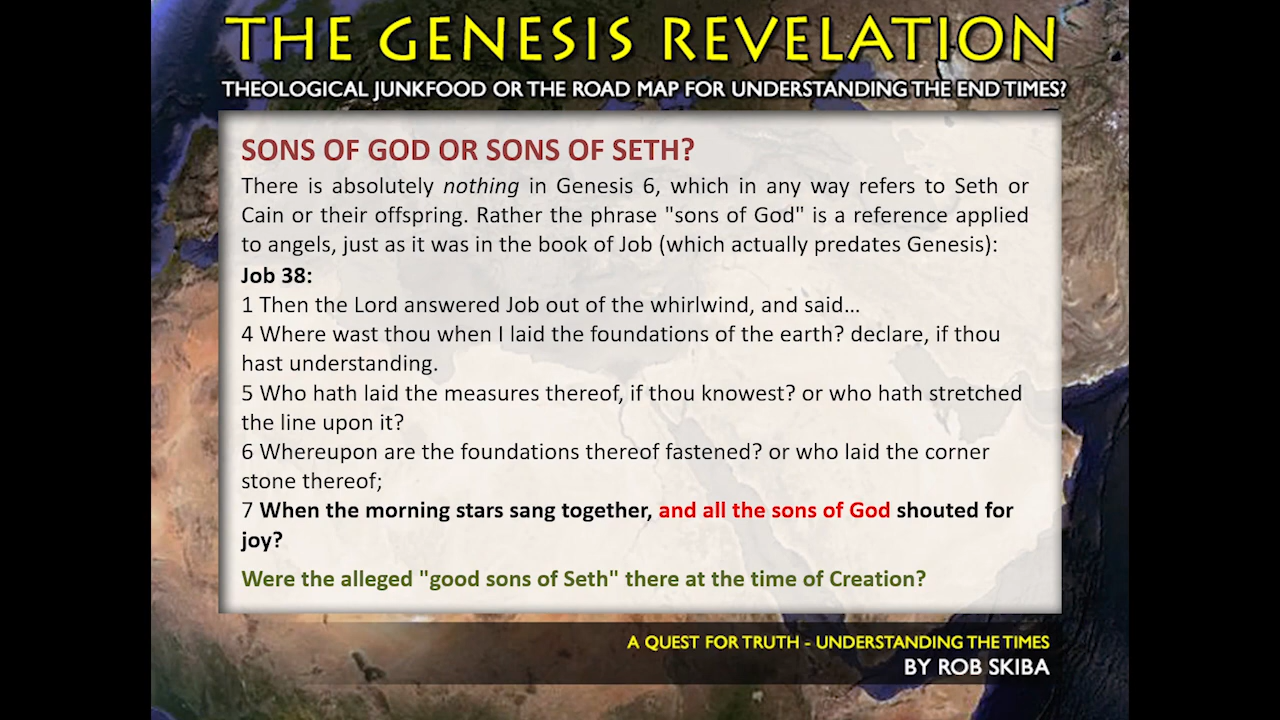 THE GENESIS REVELATION
THEOLOGICAL JUNKFOOD OR THE ROAD MAP FOR UNDERSTANDING THE END TIMES?
SONS OF GOD OR SONS OF SETH?
There is absolutely nothing in Genesis 6, which in any way refers to Seth or
Cain or their offspring. Rather the phrase "sons of God" is a reference applied
to angels, just as it was in the book of Job (which actually predates Genesis):
Job 38:
1 Then the Lord answered Job out of the whirlwind, and said…
4 Where wast thou when I laid the foundations of the earth? declare, if thou
hast understanding.
5 Who hath laid the measures thereof, if thou knowest? or who hath stretched
the line upon it?
6 Whereupon are the foundations thereof fastened? or who laid the corner
stone thereof;
7 When the morning stars sang together, and all the sons of God shouted for
joy?
Were the alleged "good sons of Seth" there at the time of Creation?
A QUEST FOR TRUTH - UNDERSTANDING THE TIMES
BY ROB SKIBA